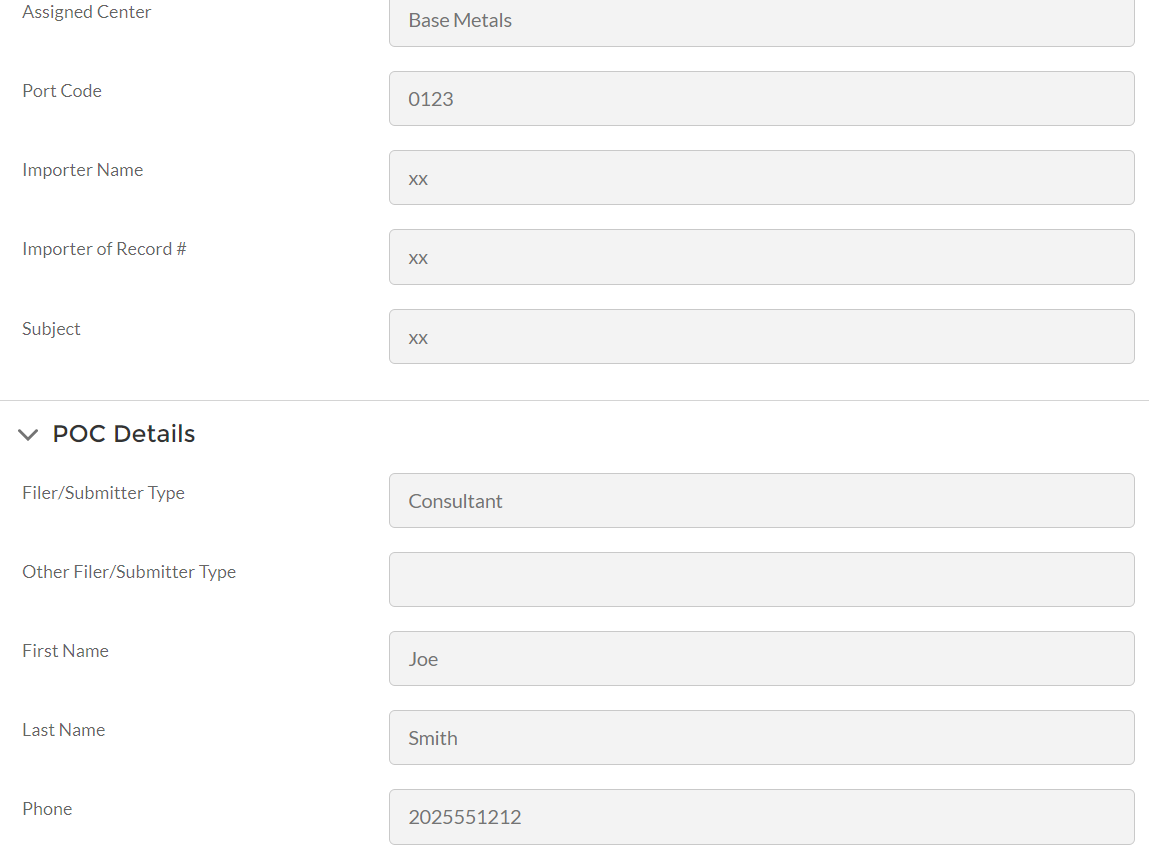 Assigned Center
Base Metals
Port Code
0123
Importer Name
xx
Importer of Record #
xx
Subject
xx
POC Details
Filer/Submitter Type
Consultant
Other Filer/Submitter Type
First Name
Joe
Last Name
Smith
Phone
2025551212